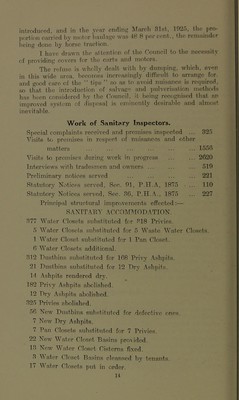 introduced, and in the year ending March 31st, 1925, the pro-
portion carried by motor haulage was 46.8 per cent., the remainder
being done by horse traction.
I have drawn the attention of the Council to the necessity
of providing covers for the carts and motors.
The refuse is wholly dealt with by dumping, which, even
in this wide area, becomes increasingly difficult to arrange for,
and good care of the "tips" so as to avoid nuisance is required,
so that the introduction of salvage and pulverisation methods
has been considered by the Council, it being recognised that an
improved system of disposal is eminently desirable and almost
inevitable.
Work of Sanitary Inspectors.
Special complaints received and premises inspected ... 325
Visits to premises in respect of nuisances and other
matters ... 1553
Visits to premises during work in progress ... 2020
Interviews with tradesmen and owners ... 519
Preliminary notices served ... 221
Statutory Notices served, Sec. 91, P.H.A. 1875 ... 110
Statutory Notices served, Sec. 36, P.H.A., 1875 ... 227
Principal structural improvements effected:—
SANITARY ACCOMMODATION.
377 Water Closets substituted for Privies.
5 Water Closets substituted for 5 Waste Water Closets.
1 Water Closet substituted for 1 Pan Closet.
6 Water Closets additional.
312 Dustbins substituted for 168 Privy Ashpits.
21 Dustbins substituted for 12 Dry Ashpits.
14 Ashpits rendered dry.
182 Privy Ashpits abolished.
12 Dry Ashpits abolished.
325 Privies abolished.
56 New Dustbins substituted for defective ones.
7 New Dry Ashpits.
7 Pan Closets substituted for 7 Privies.
22 New Water Closet Basins provided.
13 New Water Closet Cisterns fixed.
3 Water Closet Basins cleansed by tenants.
17 Water Closets put in order.
14